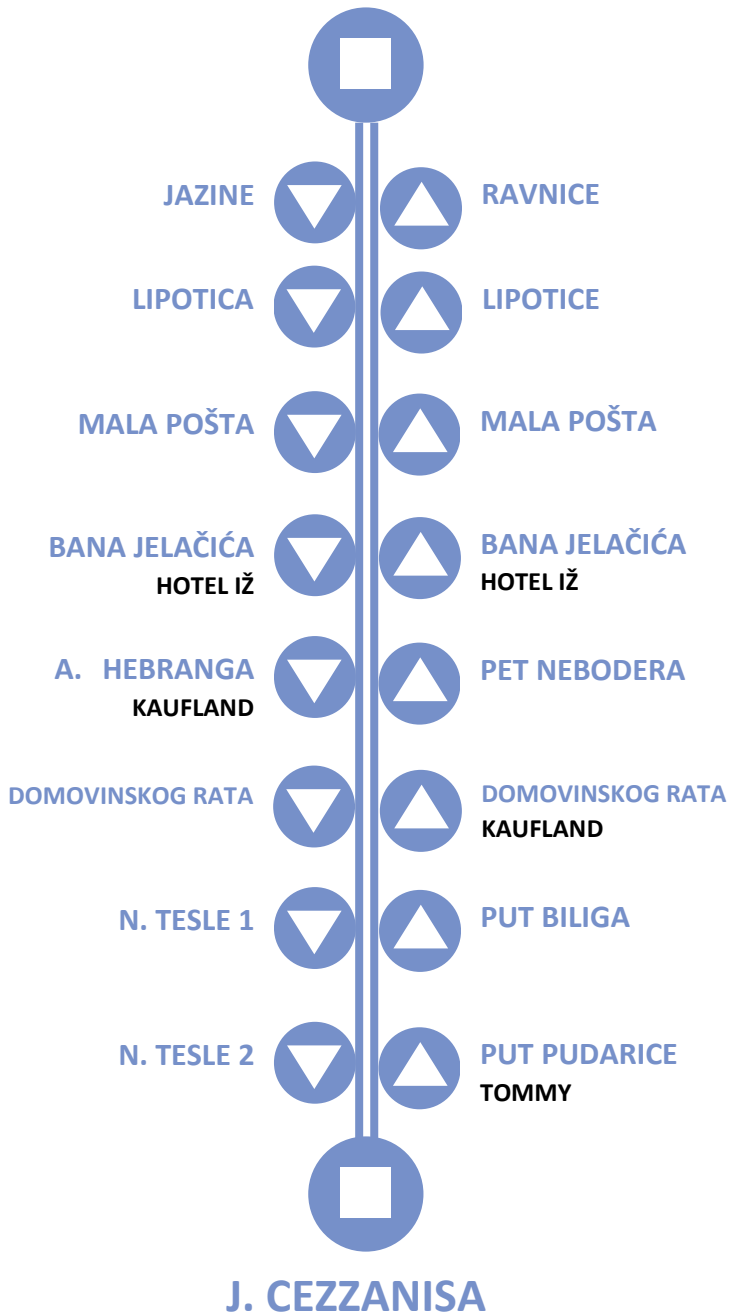 JAZINE
RAVNICE
LIPOTICA
LIPOTICE
MALA POŠTA
MALA POŠTA
BANA JELAČIĆA
HOTEL IŽ
BANA JELAČIĆA
HOTEL IŽ
A. HEBRANGA
KAUFLAND
PET NEBODERA
DOMOVINSKOG RATA
DOMOVINSKOG RATA
KAUFLAND
N. TESLE 1
PUT BILIGA
N. TESLE 2
PUT PUDARICE
TOMMY
J. CEZZANISA